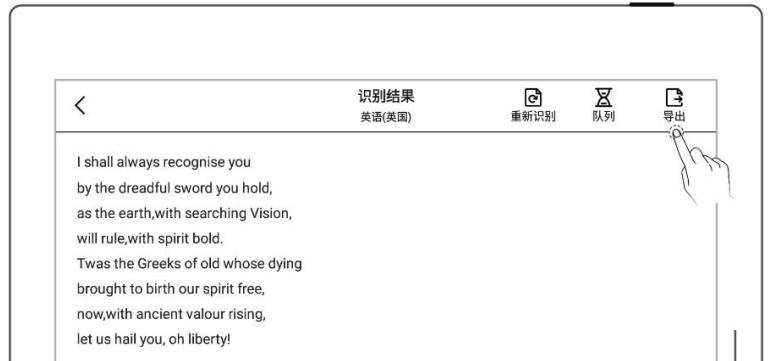 识别结果
英语(英国)
重新识别
队列
导出
I shall always recognise you
by the dreadful sword you hold,
as the earth,with searching Vision,
will rule,with spirit bold.
Twas the Greeks of old whose dying
brought to birth our spirit free,
now,with ancient valour rising,
let us hail you, oh liberty!